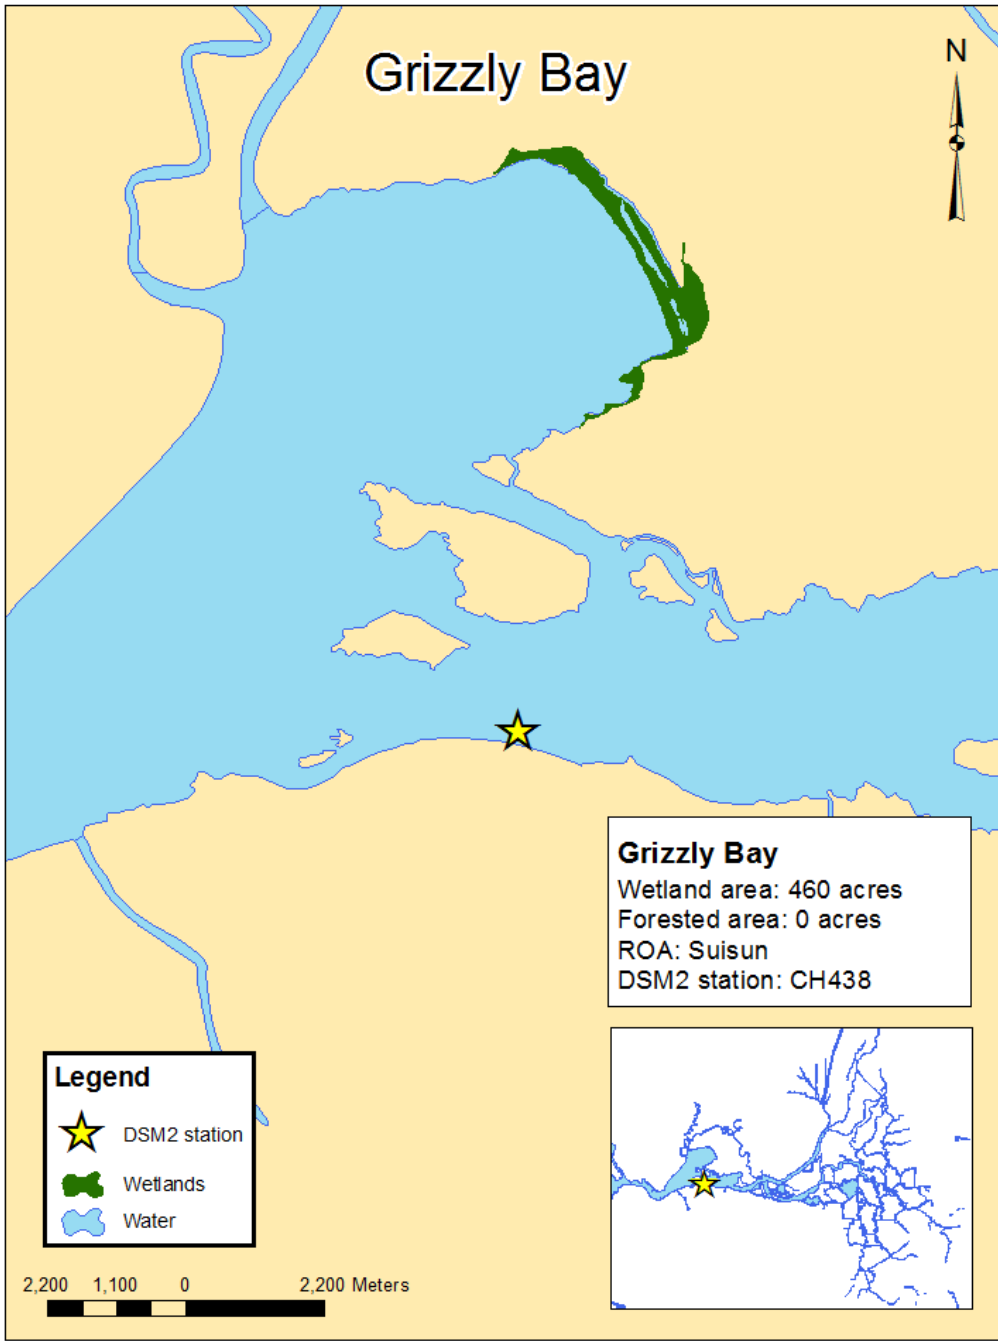 Grizzly Bay
N
Grizzly Bay
Wetland area: 460 acres
Forested area: 0 acres
ROA: Suisun
DSM2 station: CH438
Legend
DSM2 station
Wetlands
Water
2,200 1,100 0 2,200 Meters